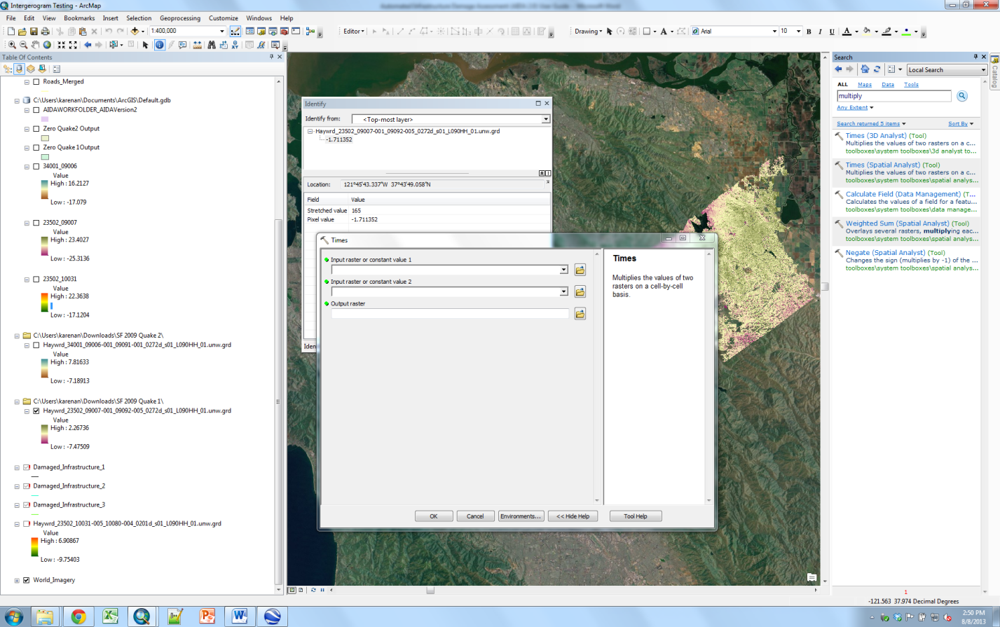 Intergerogram Testing - ArcMap
Automated Infrastructure Damage Assessment (AIDA 2.0) User Guide - Microsoft Word
File Edit View Bookmarks Insert Selection Geoprocessing Customize Windows Help
1:400,000
Editor
Drawing
Arial
10
B I U A
Table Of Contents
Roads_Merged
C:\Users\karenan\Documents\ArcGIS\Default.gdb
AIDAWORKFOLDER_AIDAVersion2
Zero Quake2 Output
Zero Quake 1Output
34001_09006
Value
High : 16.2127
Low : -17.079
23502_09007
Value
High : 23.4027
Low : -25.3136
23502_10031
Value
High : 22.3638
Low : -17.1204
C:\Users\karenan\Downloads\SF 2009 Quake 2\
Haywrd_34001_09006-001_09091-001_0272d_s01_L090HH_01.unw.grd
Value
High : 7.81633
Low : -7.18913
C:\Users\karenan\Downloads\SF 2009 Quake 1\
Haywrd_23502_09007-001_09092-005_0272d_s01_L090HH_01.unw.grd
Value
High : 2.26736
Low : -7.47509
Damaged_Infrastructure_1
Damaged_Infrastructure_2
Damaged_Infrastructure_3
Haywrd_23502_10031-005_10080-004_0201d_s01_L090HH_01.unw.grd
Value
High : 6.90867
Low : -9.75403
World_Imagery
Identify
Identify from: <Top-most layer>
Haywrd_23502_09007-001_09092-005_0272d_s01_L090HH_01.unw.grd
-1.711352
Location: 121°45'43.337"W 37°43'49.058"N
Field Value
Stretched value 165
Pixel value -1.711352
Iden
Times
Input raster or constant value 1
Input raster or constant value 2
Output raster
OK Cancel Environments... << Hide Help Tool Help
Times
Multiplies the values of two
rasters on a cell-by-cell
basis.
Search
Local Search
ALL Maps Data Tools
multiply
Any Extent
Search returned 5 items Sort By
Times (3D Analyst) (Tool)
Multiplies the values of two rasters on a c...
toolboxes\system toolboxes\3d analyst to...
Times (Spatial Analyst) (Tool)
Multiplies the values of two rasters on a c...
toolboxes\system toolboxes\spatial analys...
Calculate Field (Data Management) (T...
Calculates the values of a field for a featu...
toolboxes\system toolboxes\data manage...
Weighted Sum (Spatial Analyst) (Tool)
Overlays several rasters, multiplying eac...
toolboxes\system toolboxes\spatial analys...
Negate (Spatial Analyst) (Tool)
Changes the sign (multiplies by -1) of the ...
toolboxes\system toolboxes\spatial analys...
1
Catalog
-121.563 37.974 Decimal Degrees
2:50 PM
8/8/2013